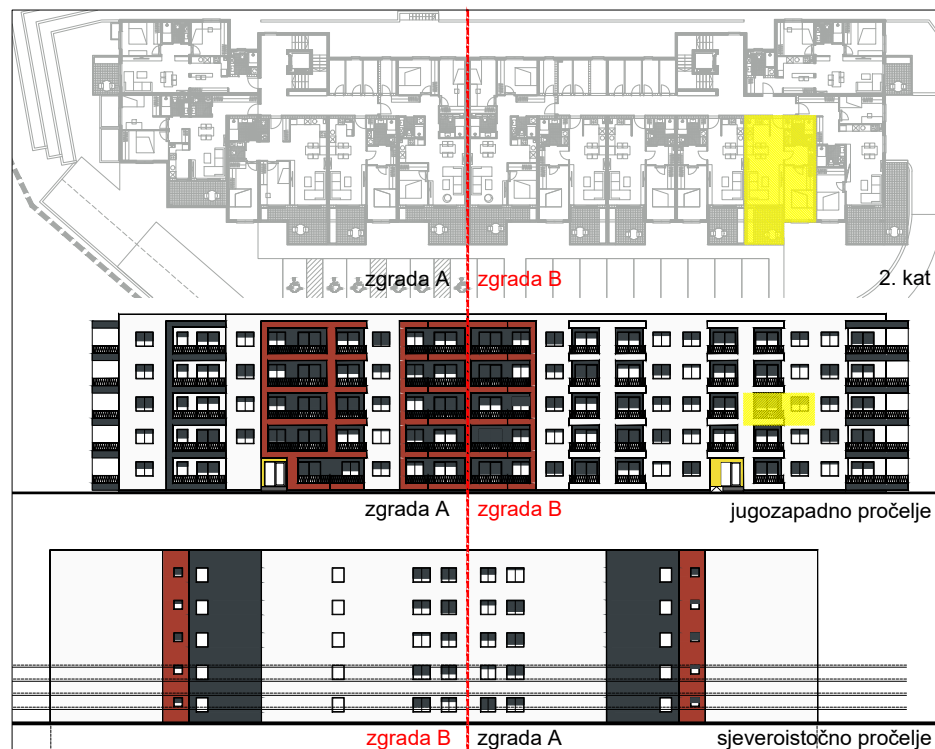 zgrada A zgrada B 2. kat
zgrada A zgrada B jugozapadno pročelje
zgrada B zgrada A sjeveroistočno pročelje